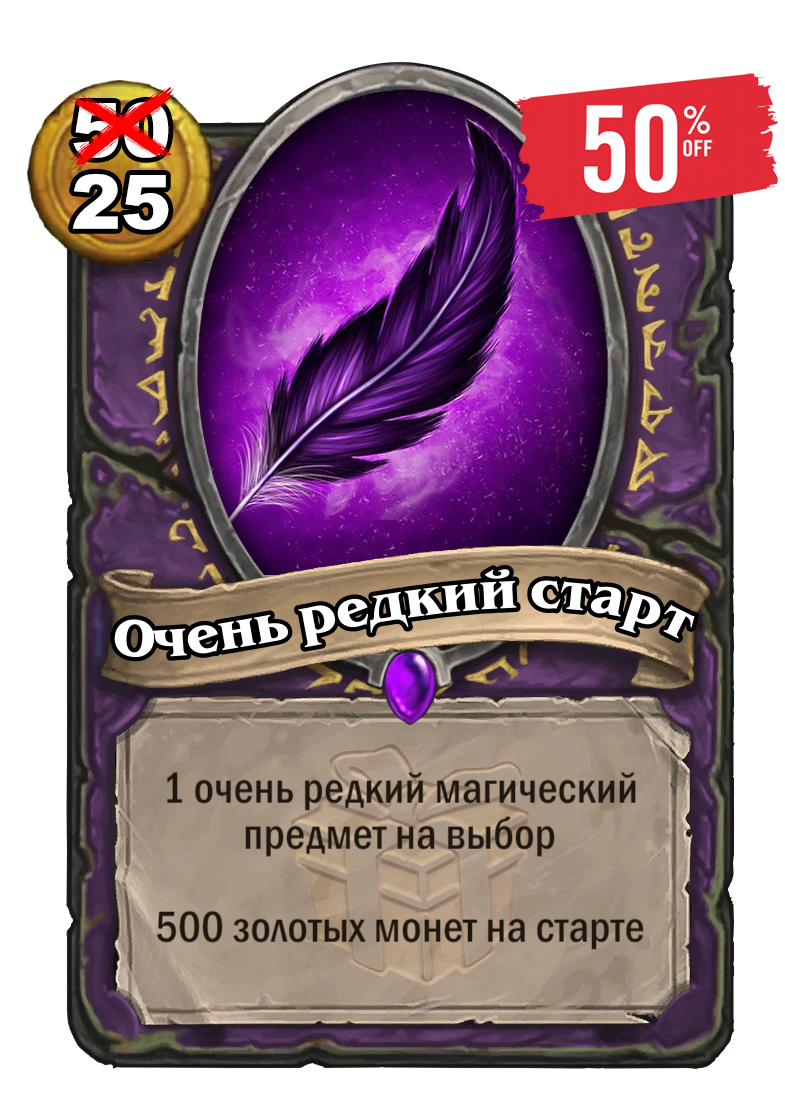 50
25
50% OFF
Очень редкий старт
1 очень редкий магический
предмет на выбор
500 золотых монет на старте